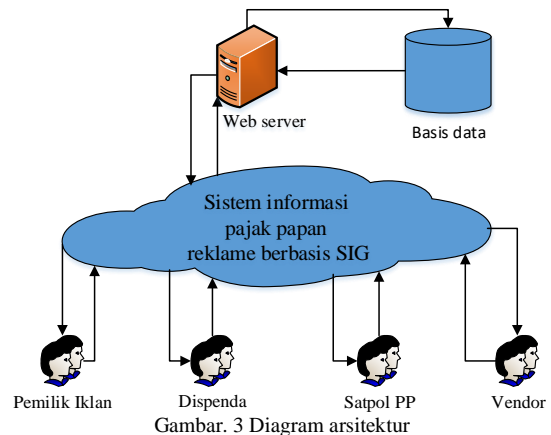 Web server
Basis data
Sistem informasi
pajak papan
reklame berbasis SIG
Pemilik Iklan
Dispenda
Satpol PP
Vendor
Gambar. 3 Diagram arsitektur